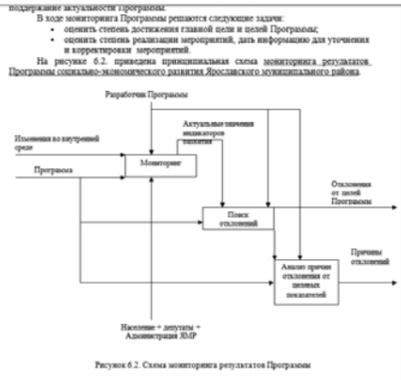 поддержание актуальности Программы.
В ходе мониторинга Программы решаются следующие задачи:
• оценить степень достижения главной цели и целей Программы;
• оценить степень реализации мероприятий, дать информацию для уточнения
и корректировки мероприятий.
На рисунке 6.2. приведена принципиальная схема мониторинга результатов
Программы социально-экономического развития Ярославского муниципального района.
Разработчик Программы
Актуальные значения
индикаторов
развития
Изменения во внутренней
среде
Мониторинг
Программа
Отклонения
от целей
Программы
Поиск
отклонений
Причины
отклонений
Анализ причин
отклонения от
целевых
показателей
Население + депутаты +
Администрация ЯМР
Рисунок 6.2. Схема мониторинга результатов Программы